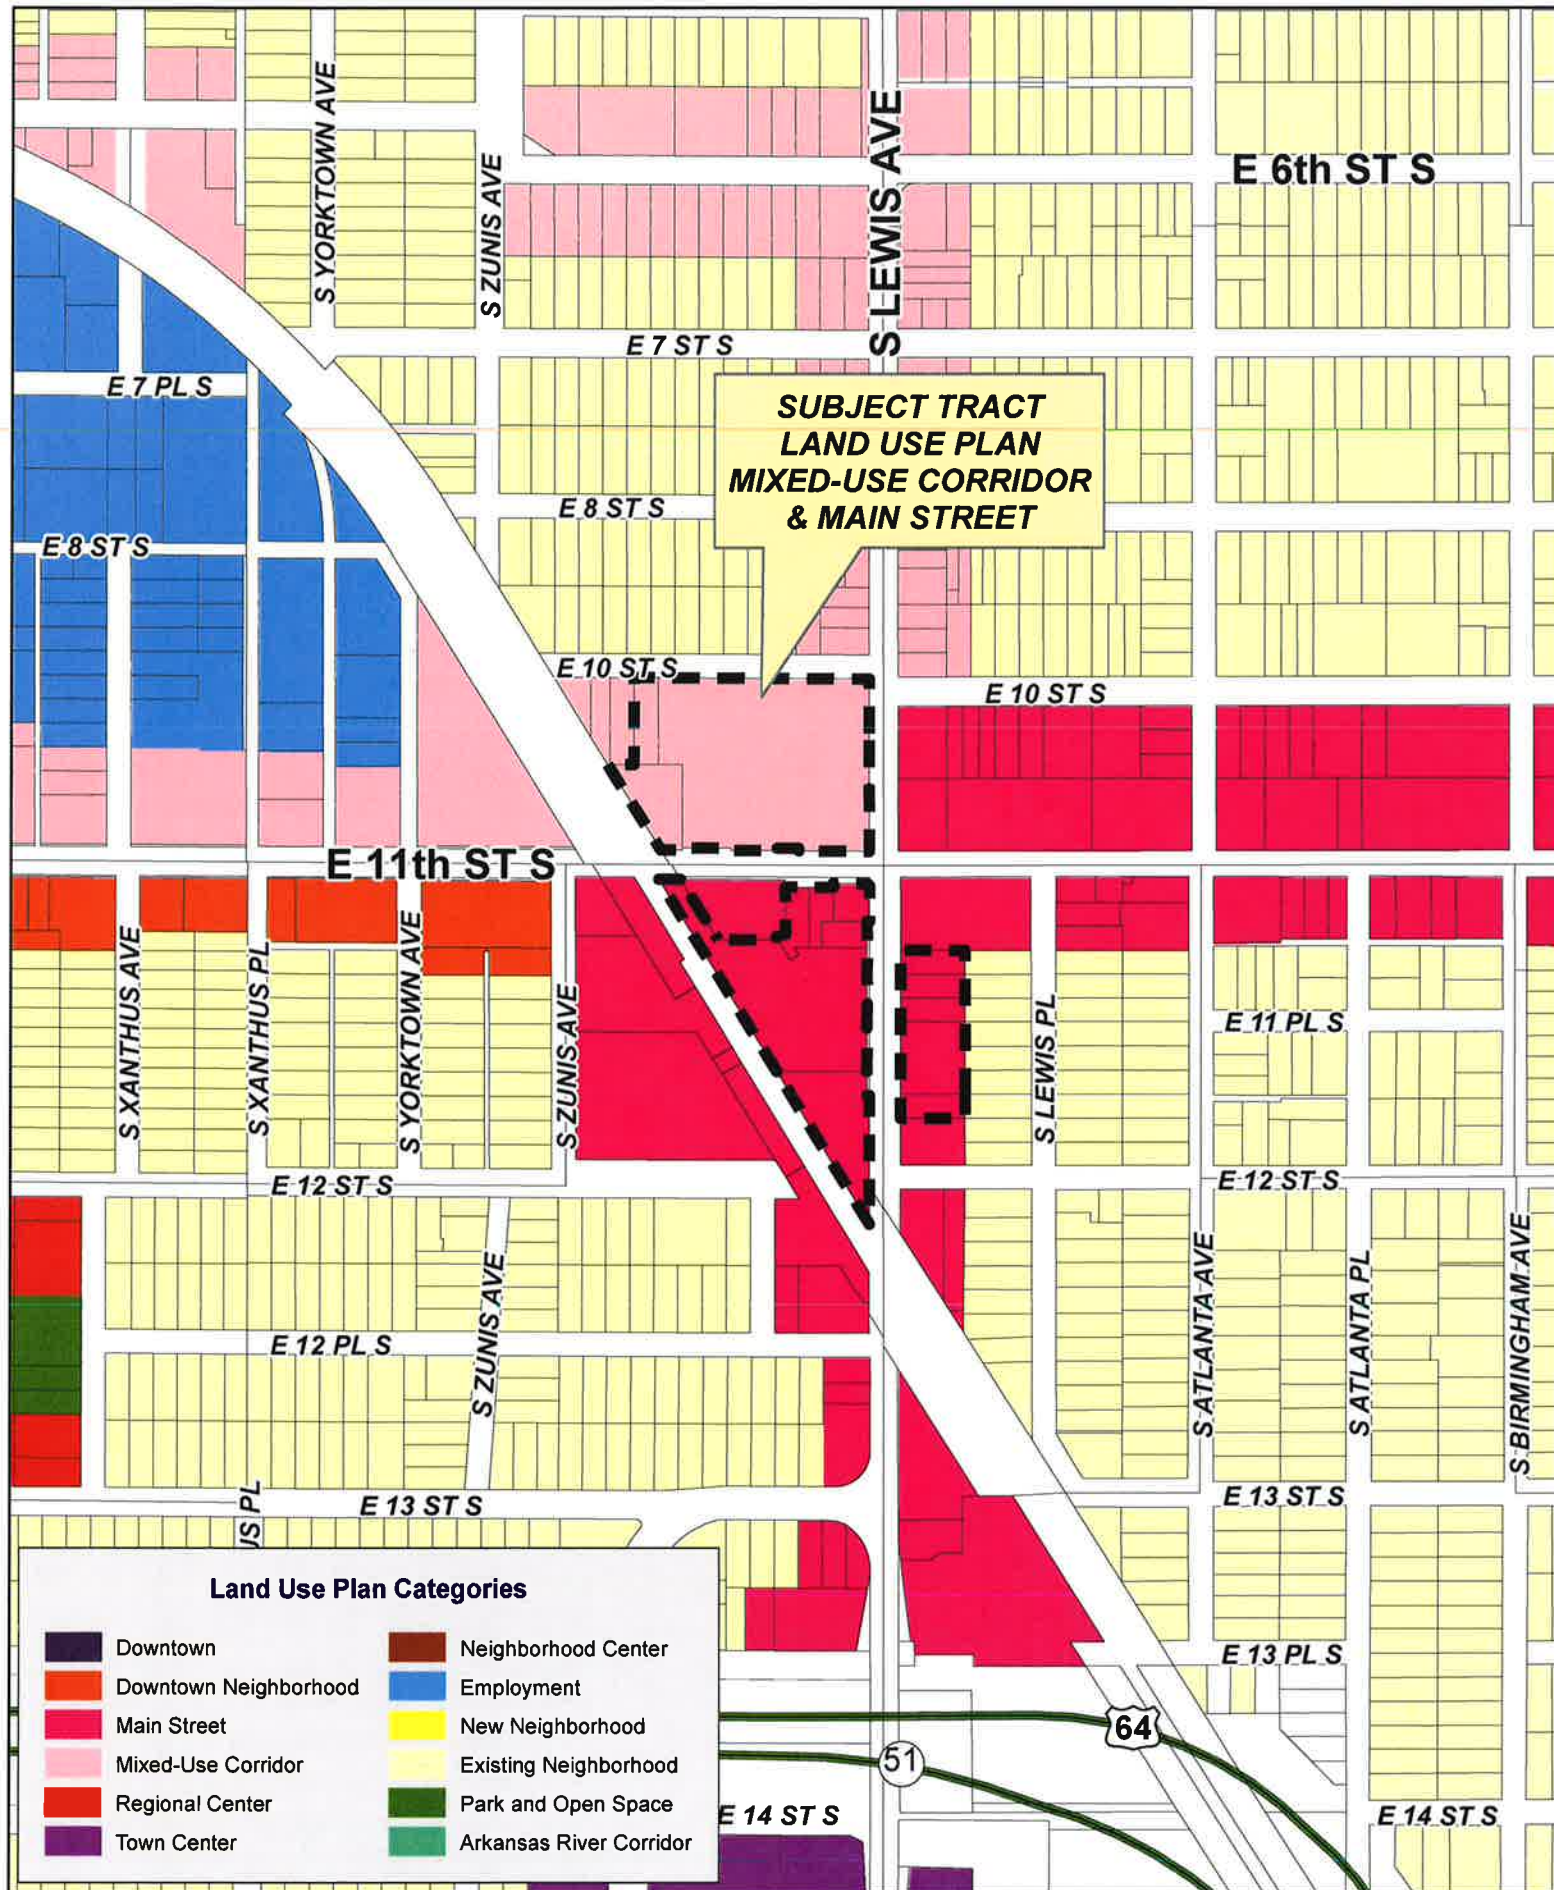 S YORKTOWN AVE
S ZUNIS AVE
S LEWIS AVE
E 6th ST S
E 7 ST S
E 7 PL S
SUBJECT TRACT
LAND USE PLAN
MIXED-USE CORRIDOR
& MAIN STREET
E 8 ST S
E 8 ST S
E 10 ST S
E 10 ST S
E 11th ST S
S XANTHUS AVE
S XANTHUS PL
S YORKTOWN AVE
S ZUNIS AVE
S LEWIS PL
E 11 PL S
E 12 ST S
E 12 ST S
S ZUNIS AVE
S ATLANTA AVE
S ATLANTA PL
S BIRMINGHAM AVE
E 12 PL S
E 13 ST S
E 13 ST S
US PL
E 13 PL S
Land Use Plan Categories
Downtown
Downtown Neighborhood
Main Street
Mixed-Use Corridor
Regional Center
Town Center
Neighborhood Center
Employment
New Neighborhood
Existing Neighborhood
Park and Open Space
Arkansas River Corridor
64
51
E 14 ST S
E 14 ST S